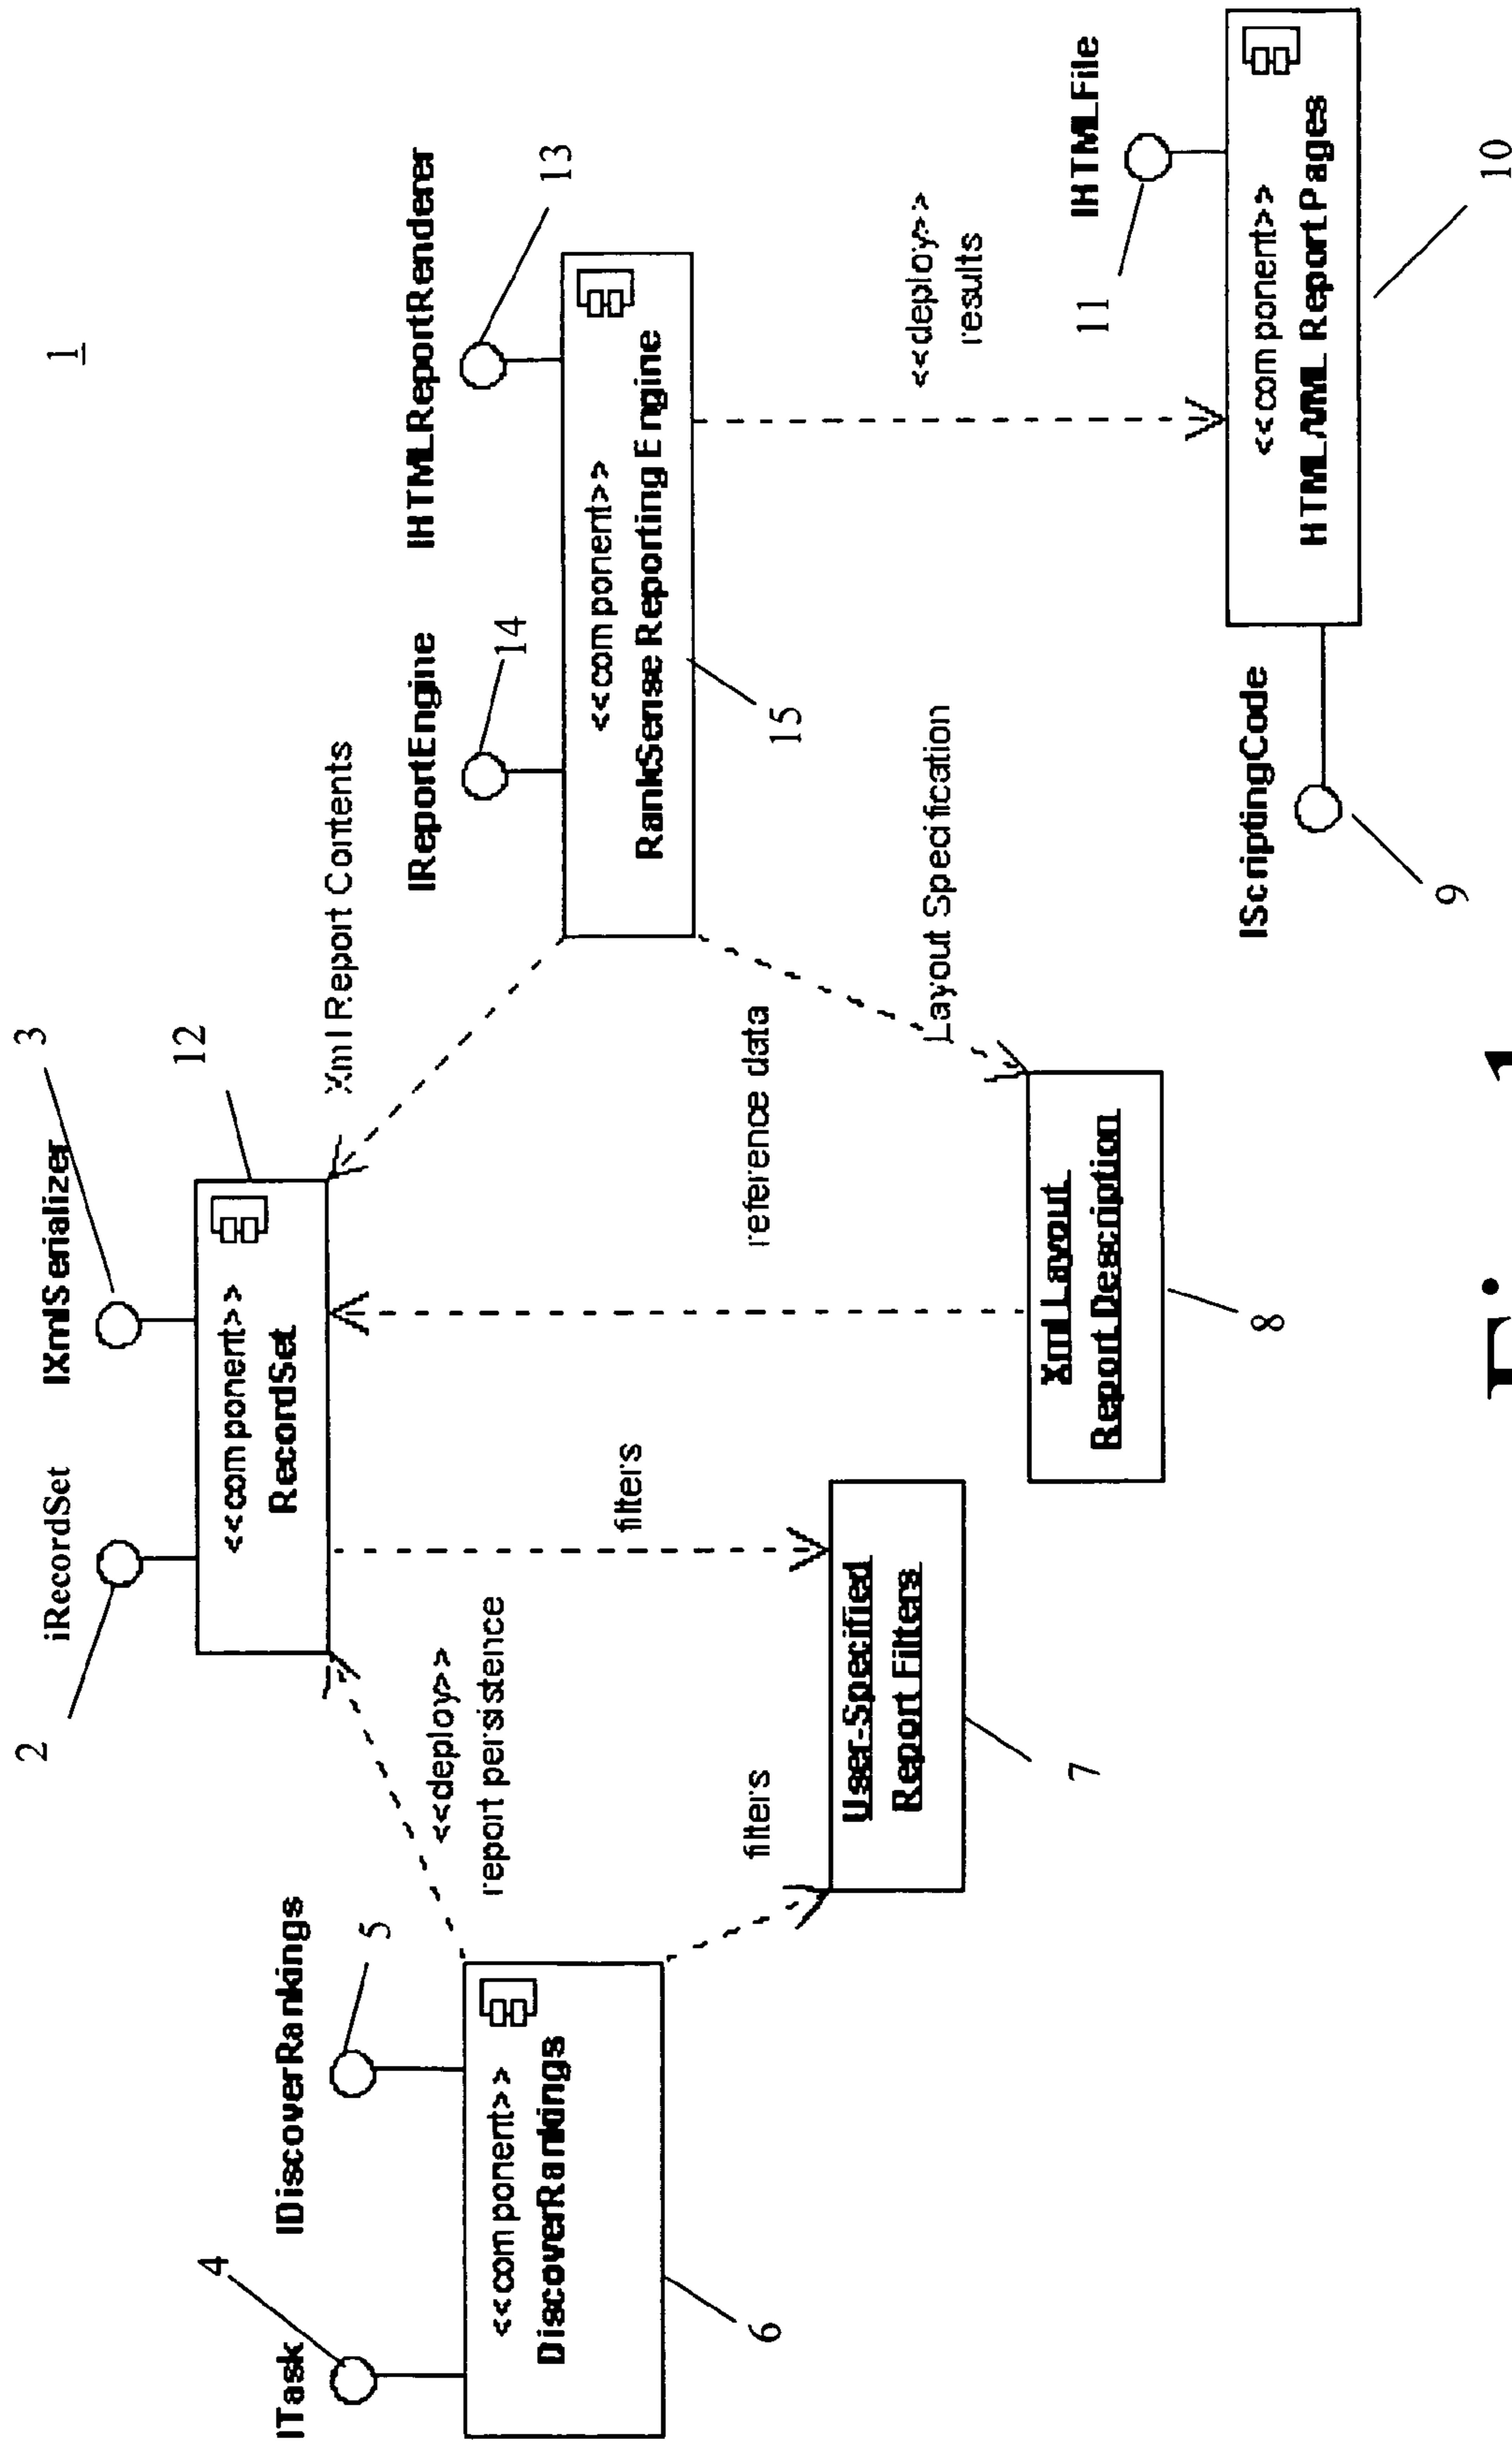 1
2
iRecordSet
IXmlSerializer
3
12
<<component>>
RecordSet
4
ITask
IDiscoverRankings
5
<<component>>
DiscoverRankings
6
<<deploy>>
report persistence
filters
filters
User-Specified
Report Filters
7
reference data
Xml Layout
Report Description
8
Xml Report Contents
IReportEngine
14
IHTMLReportRenderer
13
<<component>>
RankSense Reporting Engine
15
Layout Specification
<<deploy>>
results
IHTMLFile
11
<<component>>
HTML/VML Report Pages
10
IScriptingCode
9